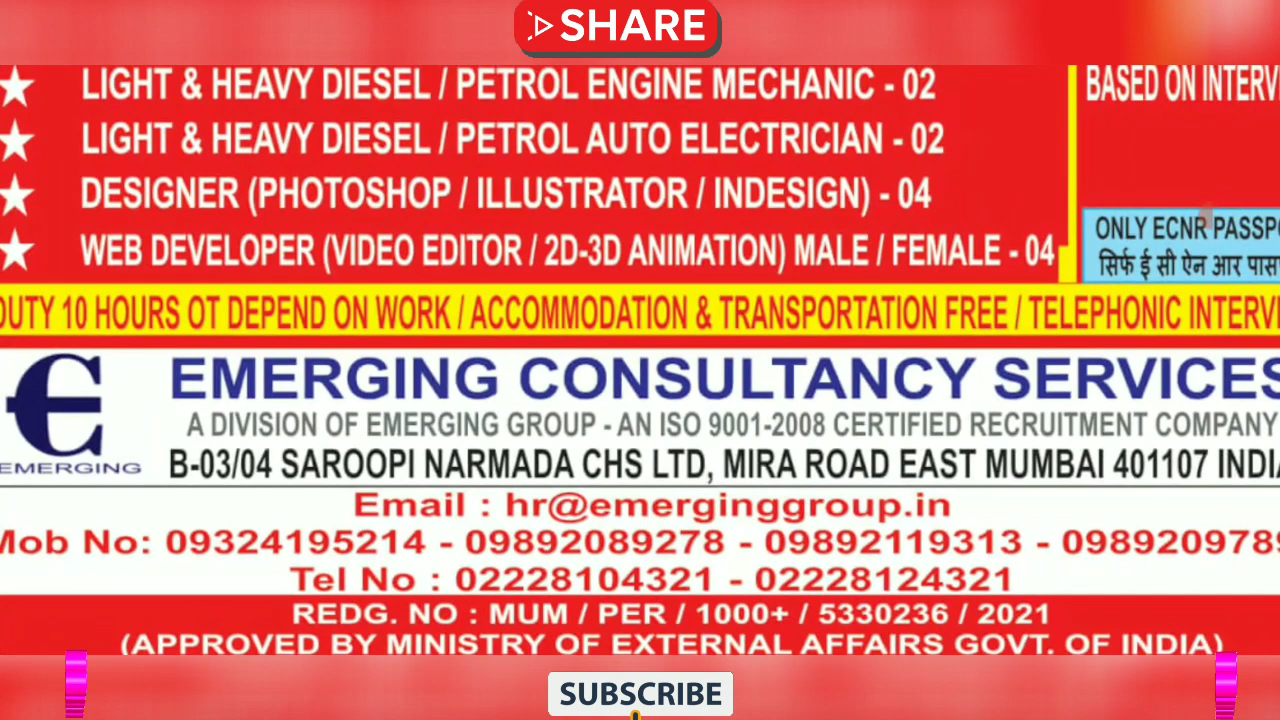 SHARE
★ LIGHT & HEAVY DIESEL / PETROL ENGINE MECHANIC - 02
★ LIGHT & HEAVY DIESEL / PETROL AUTO ELECTRICIAN - 02
★ DESIGNER (PHOTOSHOP / ILLUSTRATOR / INDESIGN) - 04
★ WEB DEVELOPER (VIDEO EDITOR / 2D-3D ANIMATION) MALE / FEMALE - 04
BASED ON INTERV
ONLY ECNR PASSPO
सिर्फ ई सी ऐन आर पास
DUTY 10 HOURS OT DEPEND ON WORK / ACCOMMODATION & TRANSPORTATION FREE / TELEPHONIC INTERVI
EMERGING
EMERGING CONSULTANCY SERVICES
A DIVISION OF EMERGING GROUP - AN ISO 9001-2008 CERTIFIED RECRUITMENT COMPANY
B-03/04 SAROOPI NARMADA CHS LTD, MIRA ROAD EAST MUMBAI 401107 INDIA
Email : hr@emerginggroup.in
Mob No: 09324195214 - 09892089278 - 09892119313 - 0989209789
Tel No : 02228104321 - 02228124321
REDG. NO : MUM / PER / 1000+ / 5330236 / 2021
(APPROVED BY MINISTRY OF EXTERNAL AFFAIRS GOVT. OF INDIA)
SUBSCRIBE